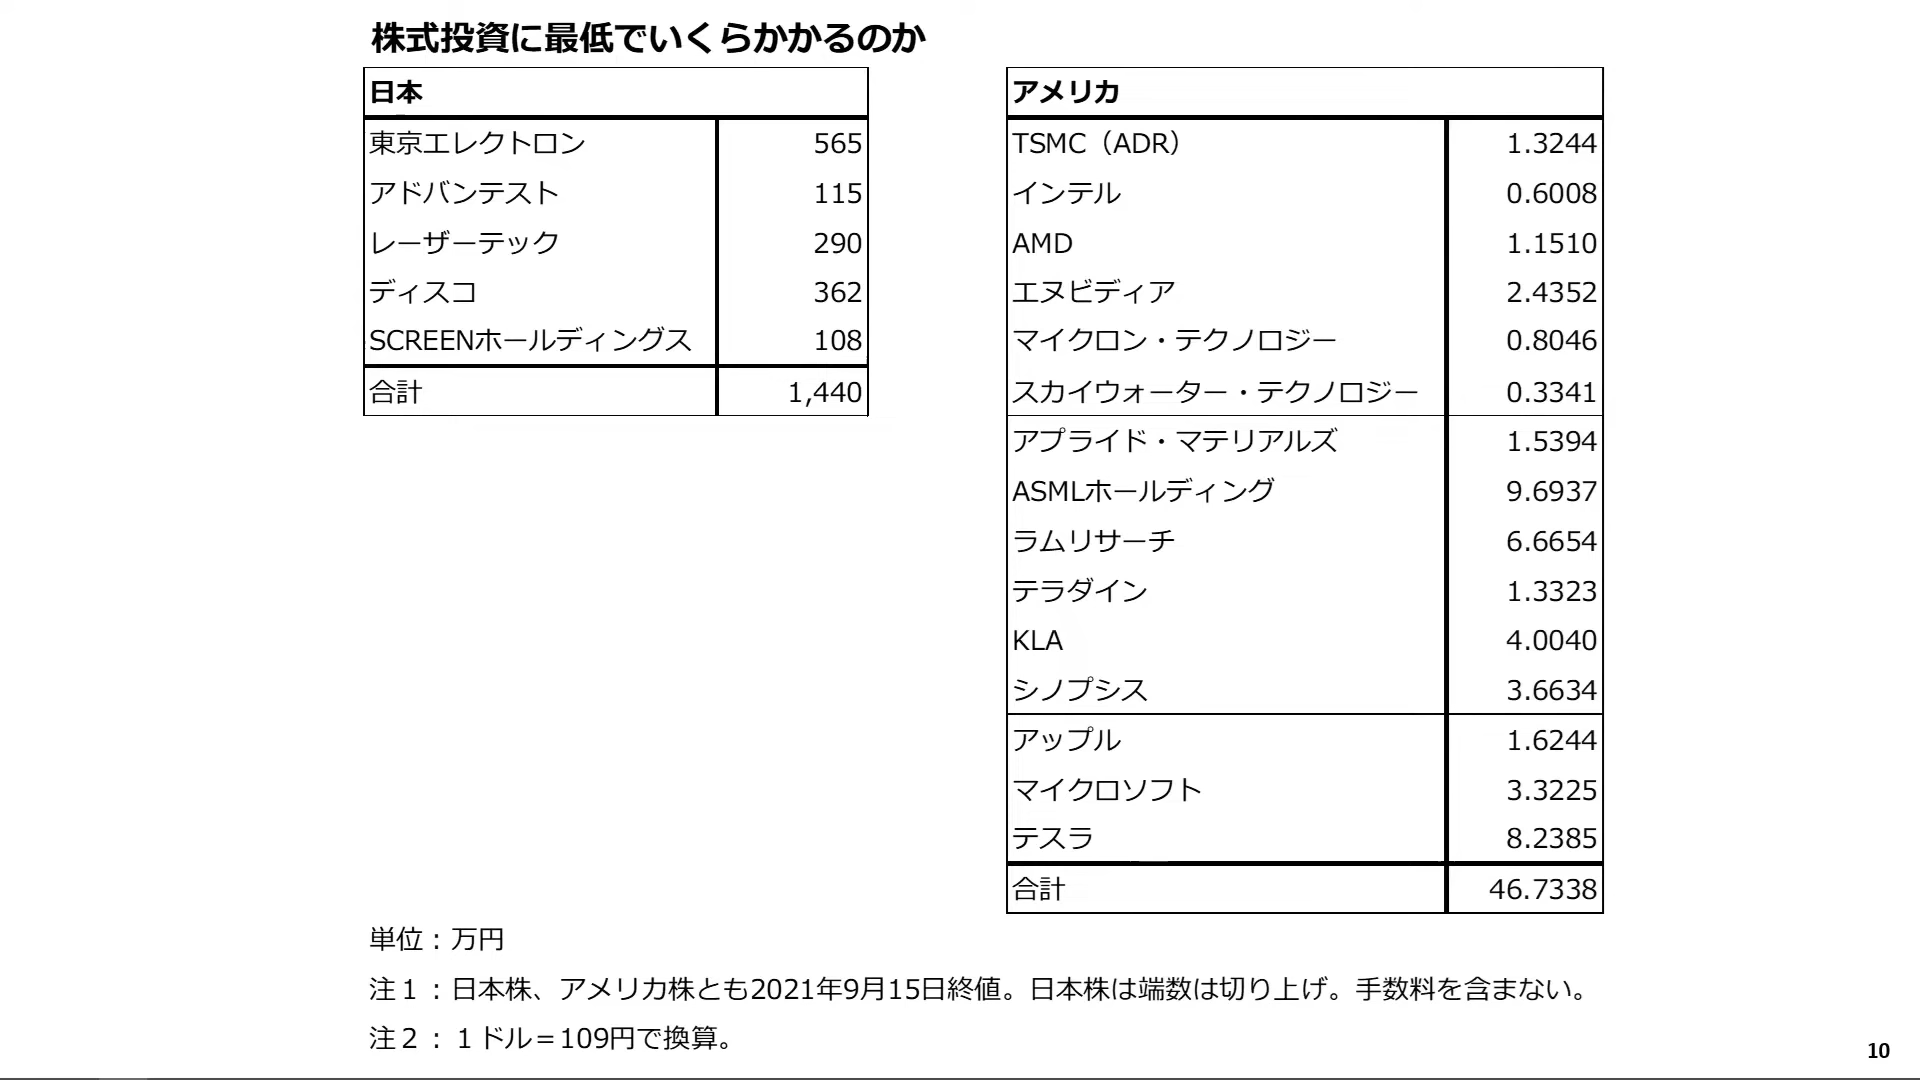 株式投資に最低でいくらかかるのか
日本
東京エレクトロン 565
アドバンテスト 115
レーザーテック 290
ディスコ 362
SCREENホールディングス 108
合計 1,440
アメリカ
TSMC（ADR） 1.3244
インテル 0.6008
AMD 1.1510
エヌビディア 2.4352
マイクロン・テクノロジー 0.8046
スカイウォーター・テクノロジー 0.3341
アプライド・マテリアルズ 1.5394
ASMLホールディング 9.6937
ラムリサーチ 6.6654
テラダイン 1.3323
KLA 4.0040
シノプシス 3.6634
アップル 1.6244
マイクロソフト 3.3225
テスラ 8.2385
合計 46.7338
単位：万円
注１：日本株、アメリカ株とも2021年9月15日終値。日本株は端数は切り上げ。手数料を含まない。
注２：１ドル＝109円で換算。
10